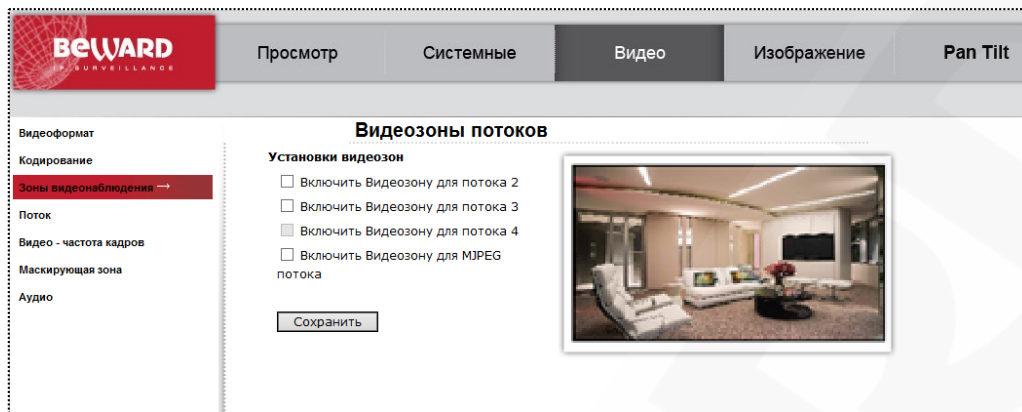 BEWARD
IP SURVEILLANCE
Просмотр
Системные
Видео
Изображение
Pan Tilt
Видеоформат
Кодирование
Зоны видеонаблюдения →
Поток
Видео - частота кадров
Маскирующая зона
Аудио
Видеозоны потоков
Установки видеозон
Включить Видеозону для потока 2
Включить Видеозону для потока 3
Включить Видеозону для потока 4
Включить Видеозону для MJPEG
потока
Сохранить